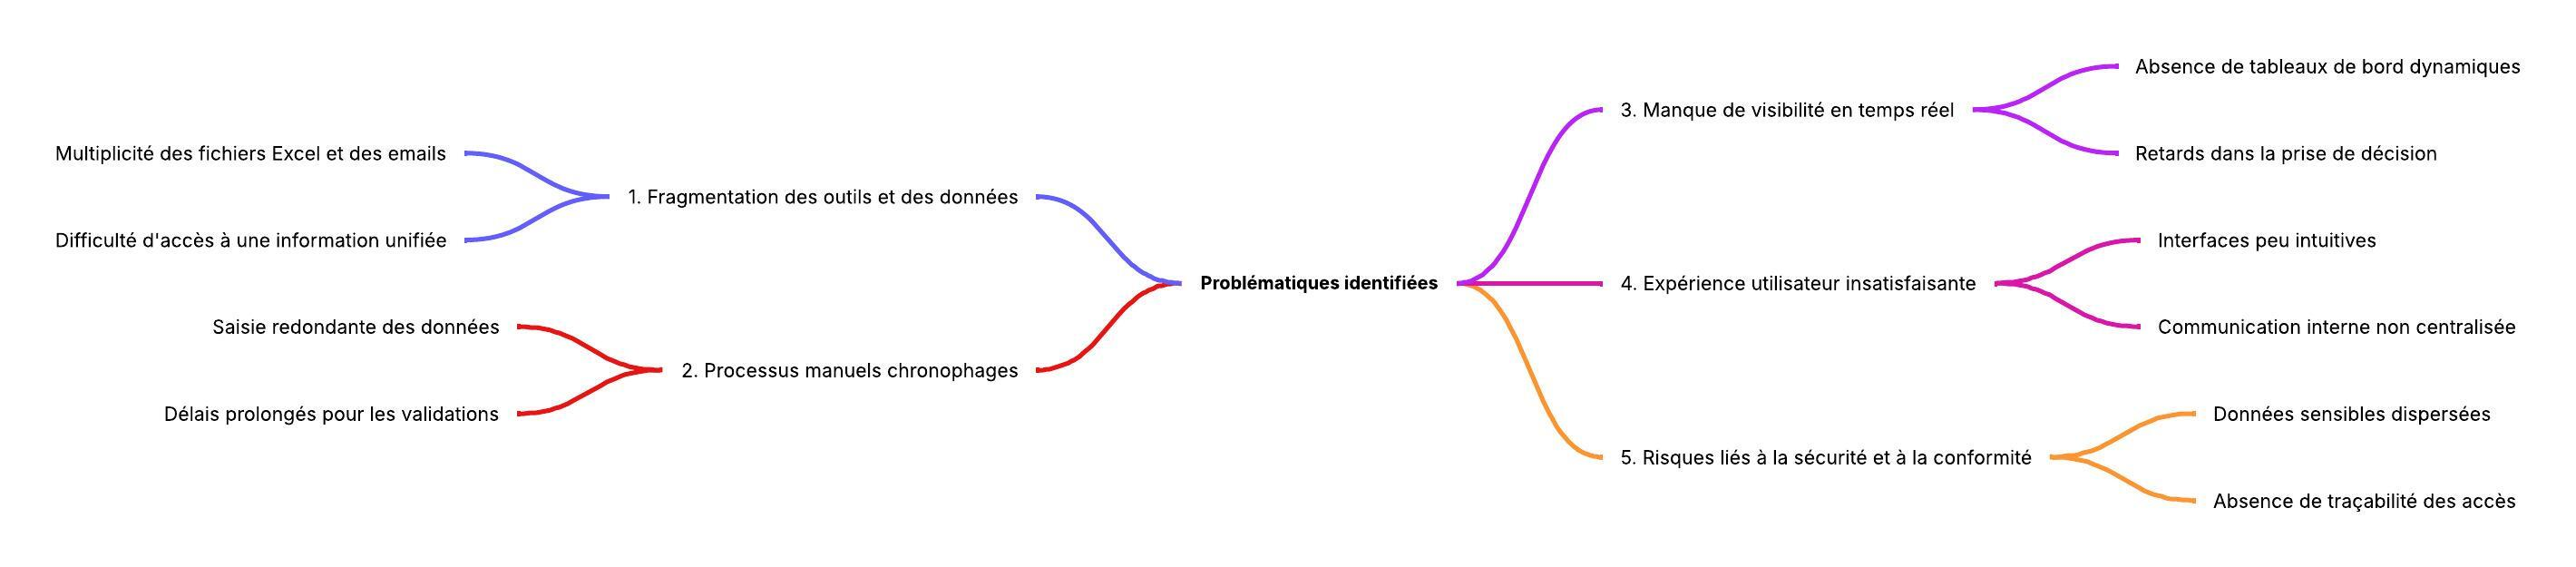 Problématiques identifiées
1. Fragmentation des outils et des données
Multiplicité des fichiers Excel et des emails
Difficulté d'accès à une information unifiée
2. Processus manuels chronophages
Saisie redondante des données
Délais prolongés pour les validations
3. Manque de visibilité en temps réel
Absence de tableaux de bord dynamiques
Retards dans la prise de décision
4. Expérience utilisateur insatisfaisante
Interfaces peu intuitives
Communication interne non centralisée
5. Risques liés à la sécurité et à la conformité
Données sensibles dispersées
Absence de traçabilité des accès